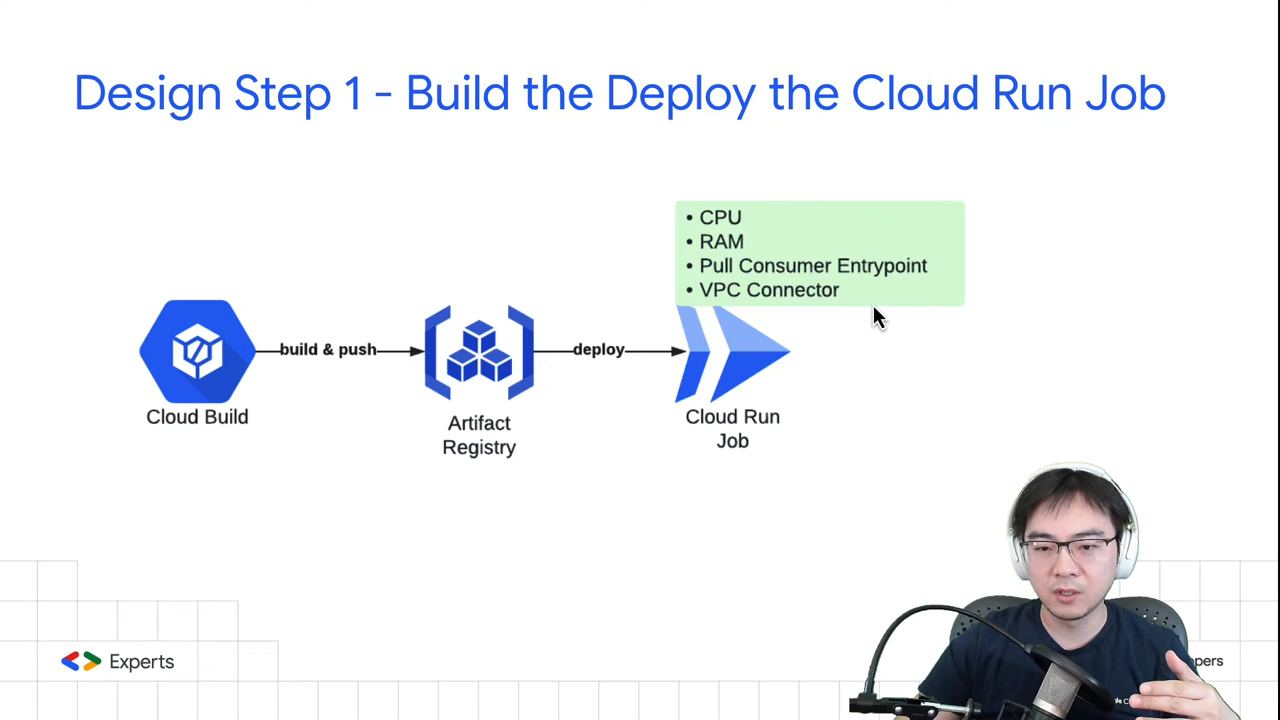 Design Step 1 - Build the Deploy the Cloud Run Job
• CPU
• RAM
• Pull Consumer Entrypoint
• VPC Connector
build & push
deploy
Cloud Build
Artifact
Registry
Cloud Run
Job
Experts